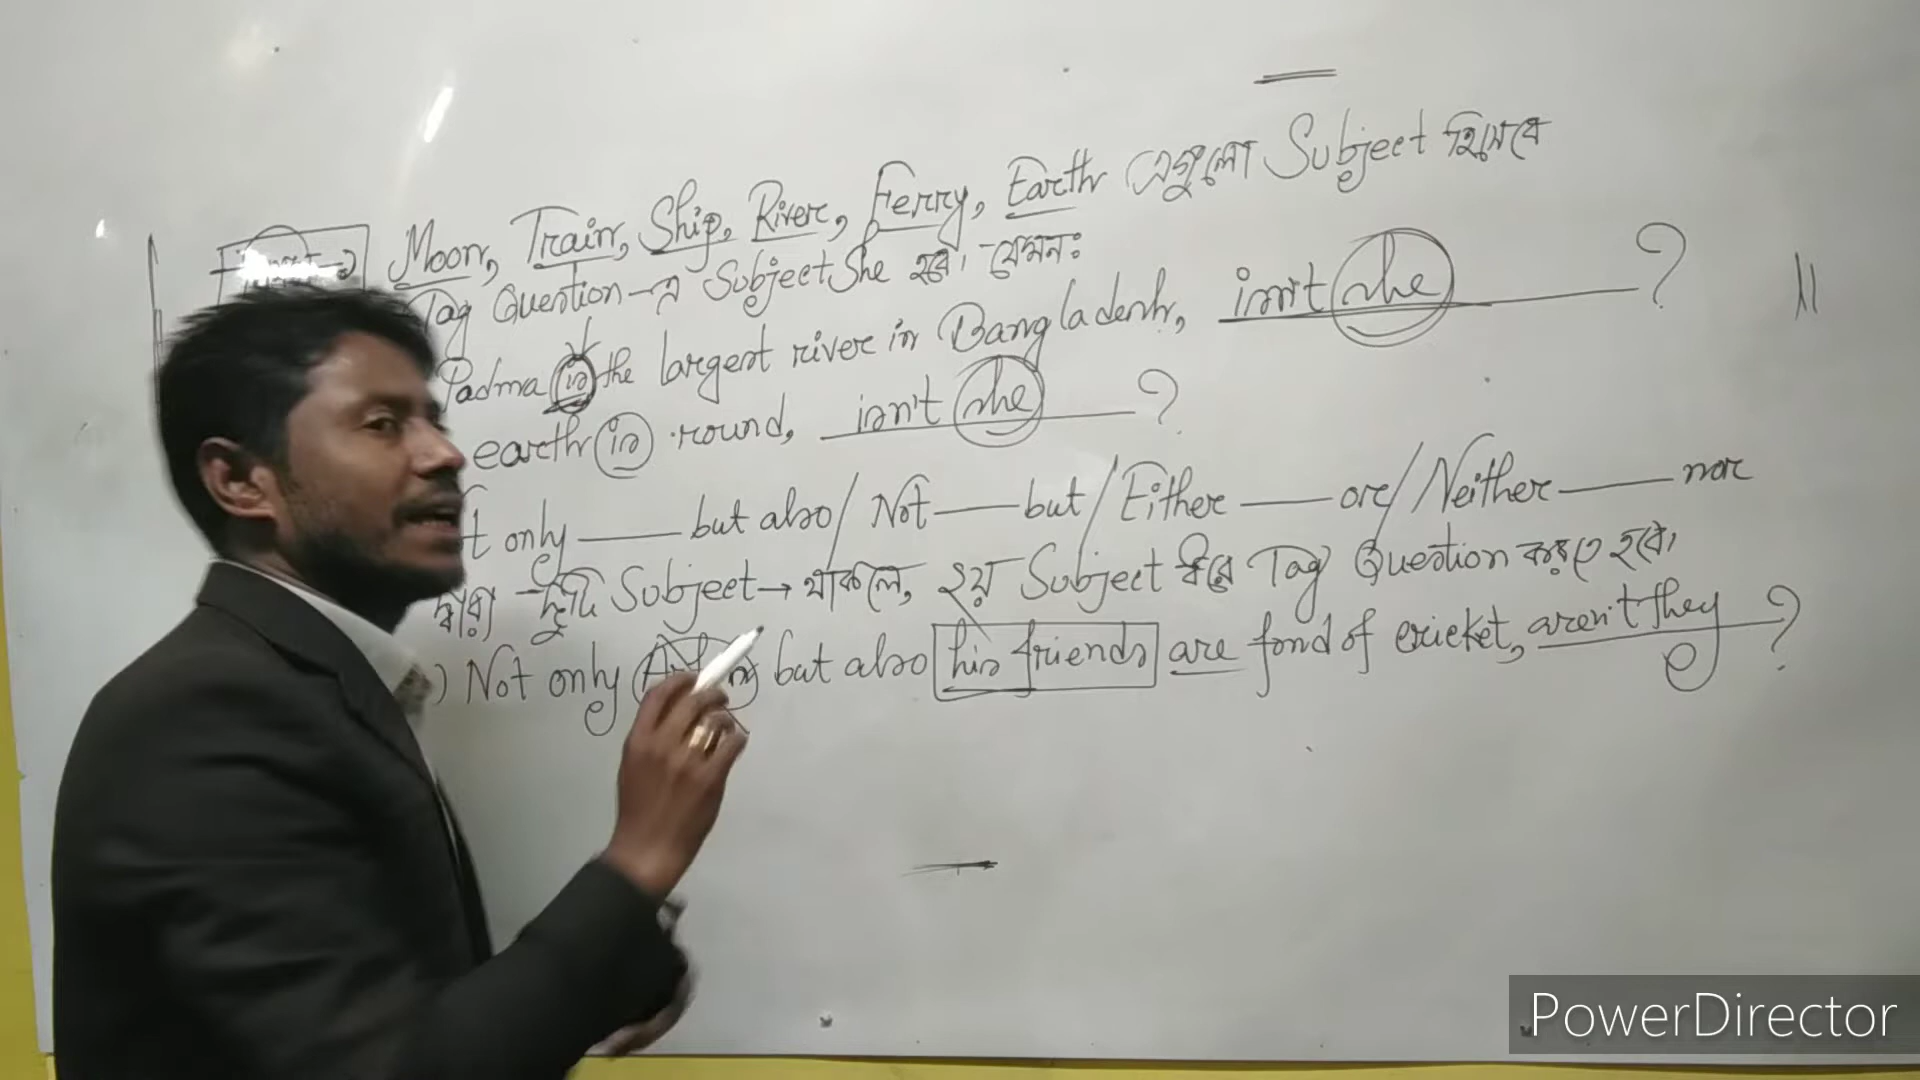 Moon, Train, Ship, River, Ferry, Earth এগুলো Subject হিসেবে
Tag Question-এ Subject She হবে। যেমনঃ
Padma is the largest river in Bangladesh, isn't she ?
earth is round, isn't she ?
only but also / Not but / Either or / Neither nor
দ্বারা দুটি Subject → থাকলে, ২য় Subject ধরে Tag Question করতে হবে।
) Not only but also his friends are fond of cricket, aren't they ?
PowerDirector